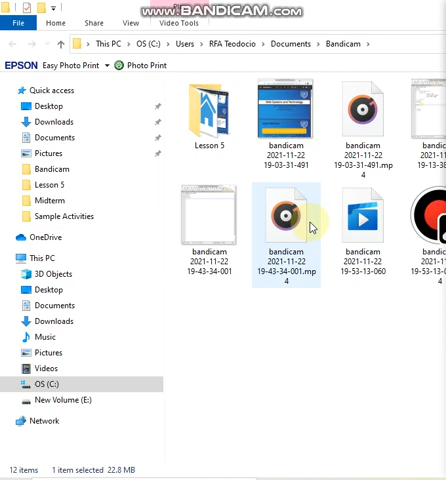 www.BANDICAM.com
File
Home
Share
View
Video Tools
This PC
OS (C:)
Users
RFA Teodocio
Documents
Bandicam
EPSON
Easy Photo Print
Photo Print
Quick access
Desktop
Downloads
Documents
Pictures
Bandicam
Lesson 5
Midterm
Sample Activities
OneDrive
This PC
3D Objects
Desktop
Documents
Downloads
Music
Pictures
Videos
OS (C:)
New Volume (E:)
Network
Lesson 5
bandicam
2021-11-22
19-03-31-491
bandicam
2021-11-22
19-03-31-491.mp
4
bandicam
2021-11-22
19-43-34-001
bandicam
2021-11-22
19-43-34-001.mp
4
bandicam
2021-11-22
19-53-13-060
12 items
1 item selected 22.8 MB